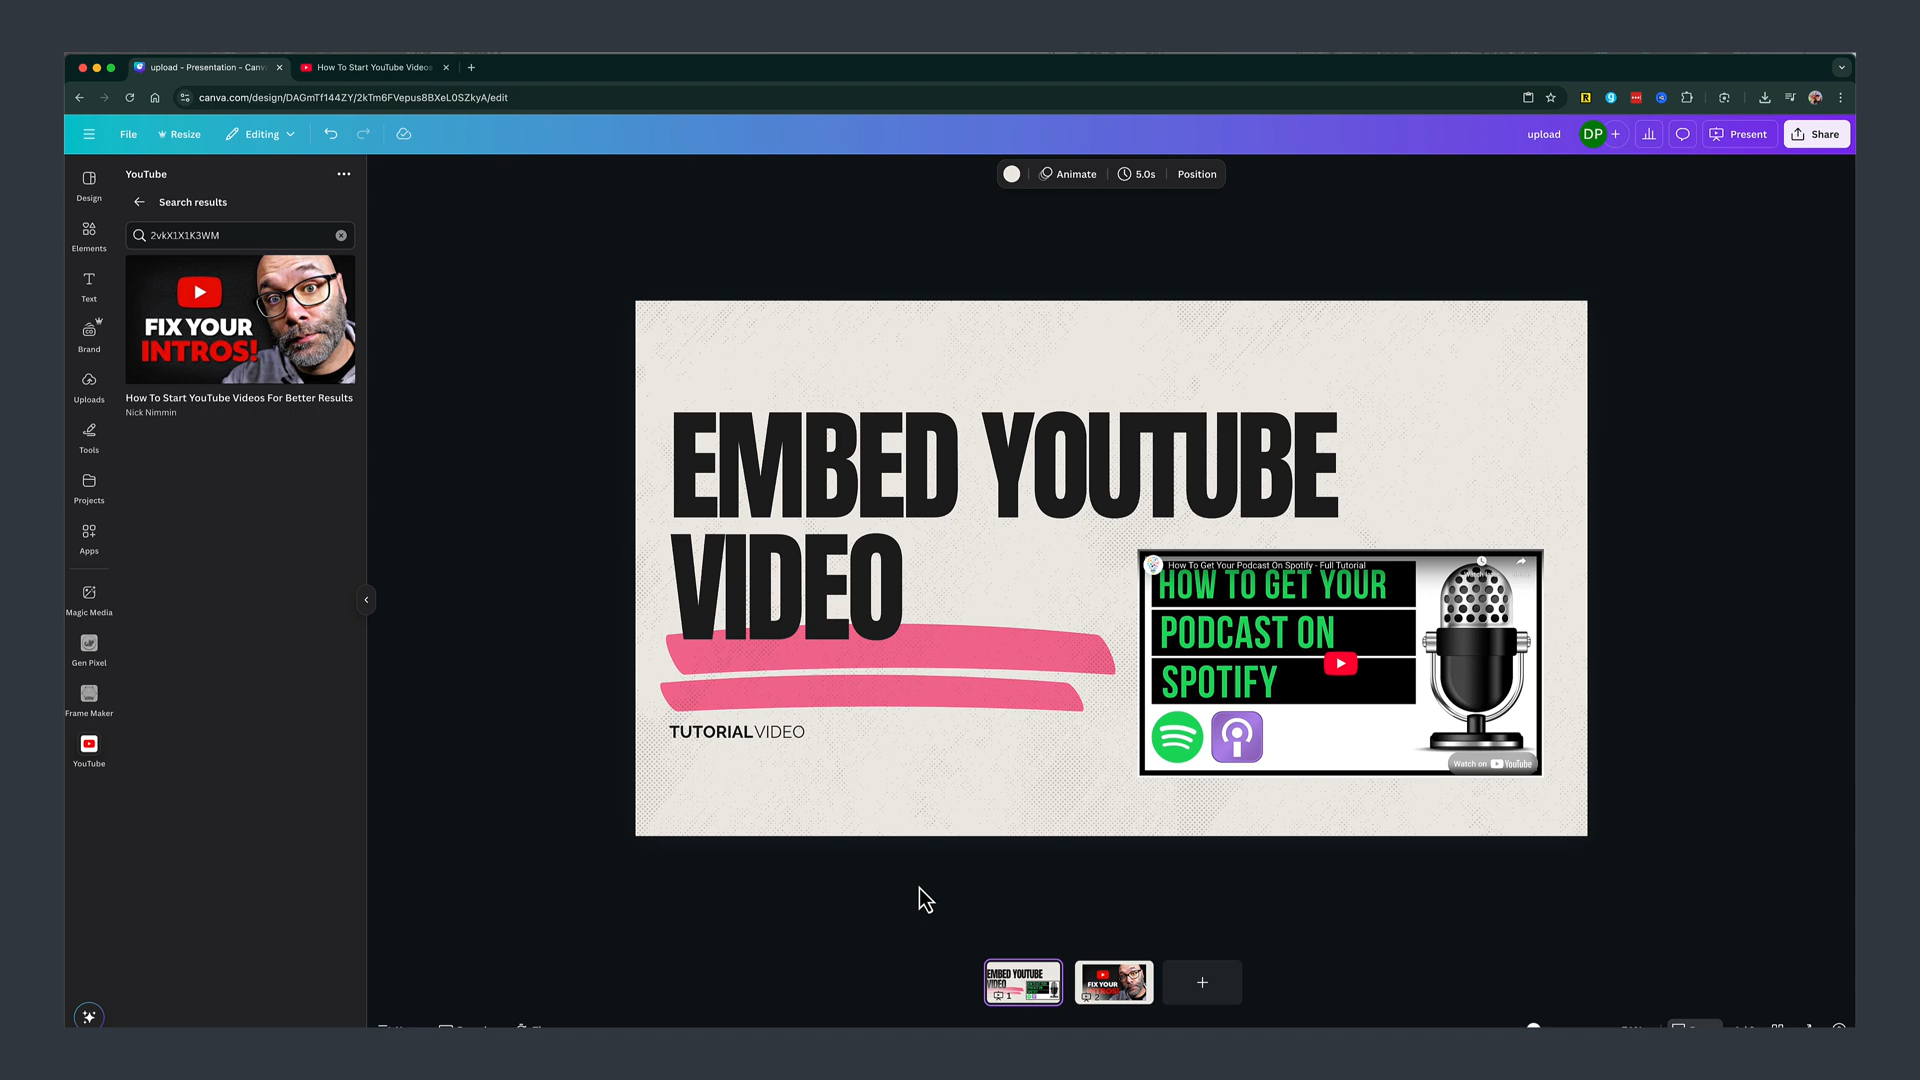 upload - Presentation - Canv
How To Start YouTube Videos
canva.com/design/DAGmTf144ZY/2kTm6FVepus8BXeL0SZkyA/edit
File
Resize
Editing
upload
DP
Present
Share
YouTube
Search results
2vkX1X1K3WM
FIX YOUR
INTROS!
How To Start YouTube Videos For Better Results
Nick Nimmin
Design
Elements
Text
Brand
Uploads
Tools
Projects
Apps
Magic Media
Gen Pixel
Frame Maker
YouTube
Animate
5.0s
Position
EMBED YOUTUBE
VIDEO
TUTORIAL VIDEO
How To Get Your Podcast On Spotify - Full Tutorial
HOW TO GET YOUR
PODCAST ON
SPOTIFY
Watch on YouTube
EMBED YOUTUBE
VIDEO
1
FIX YOUR
2